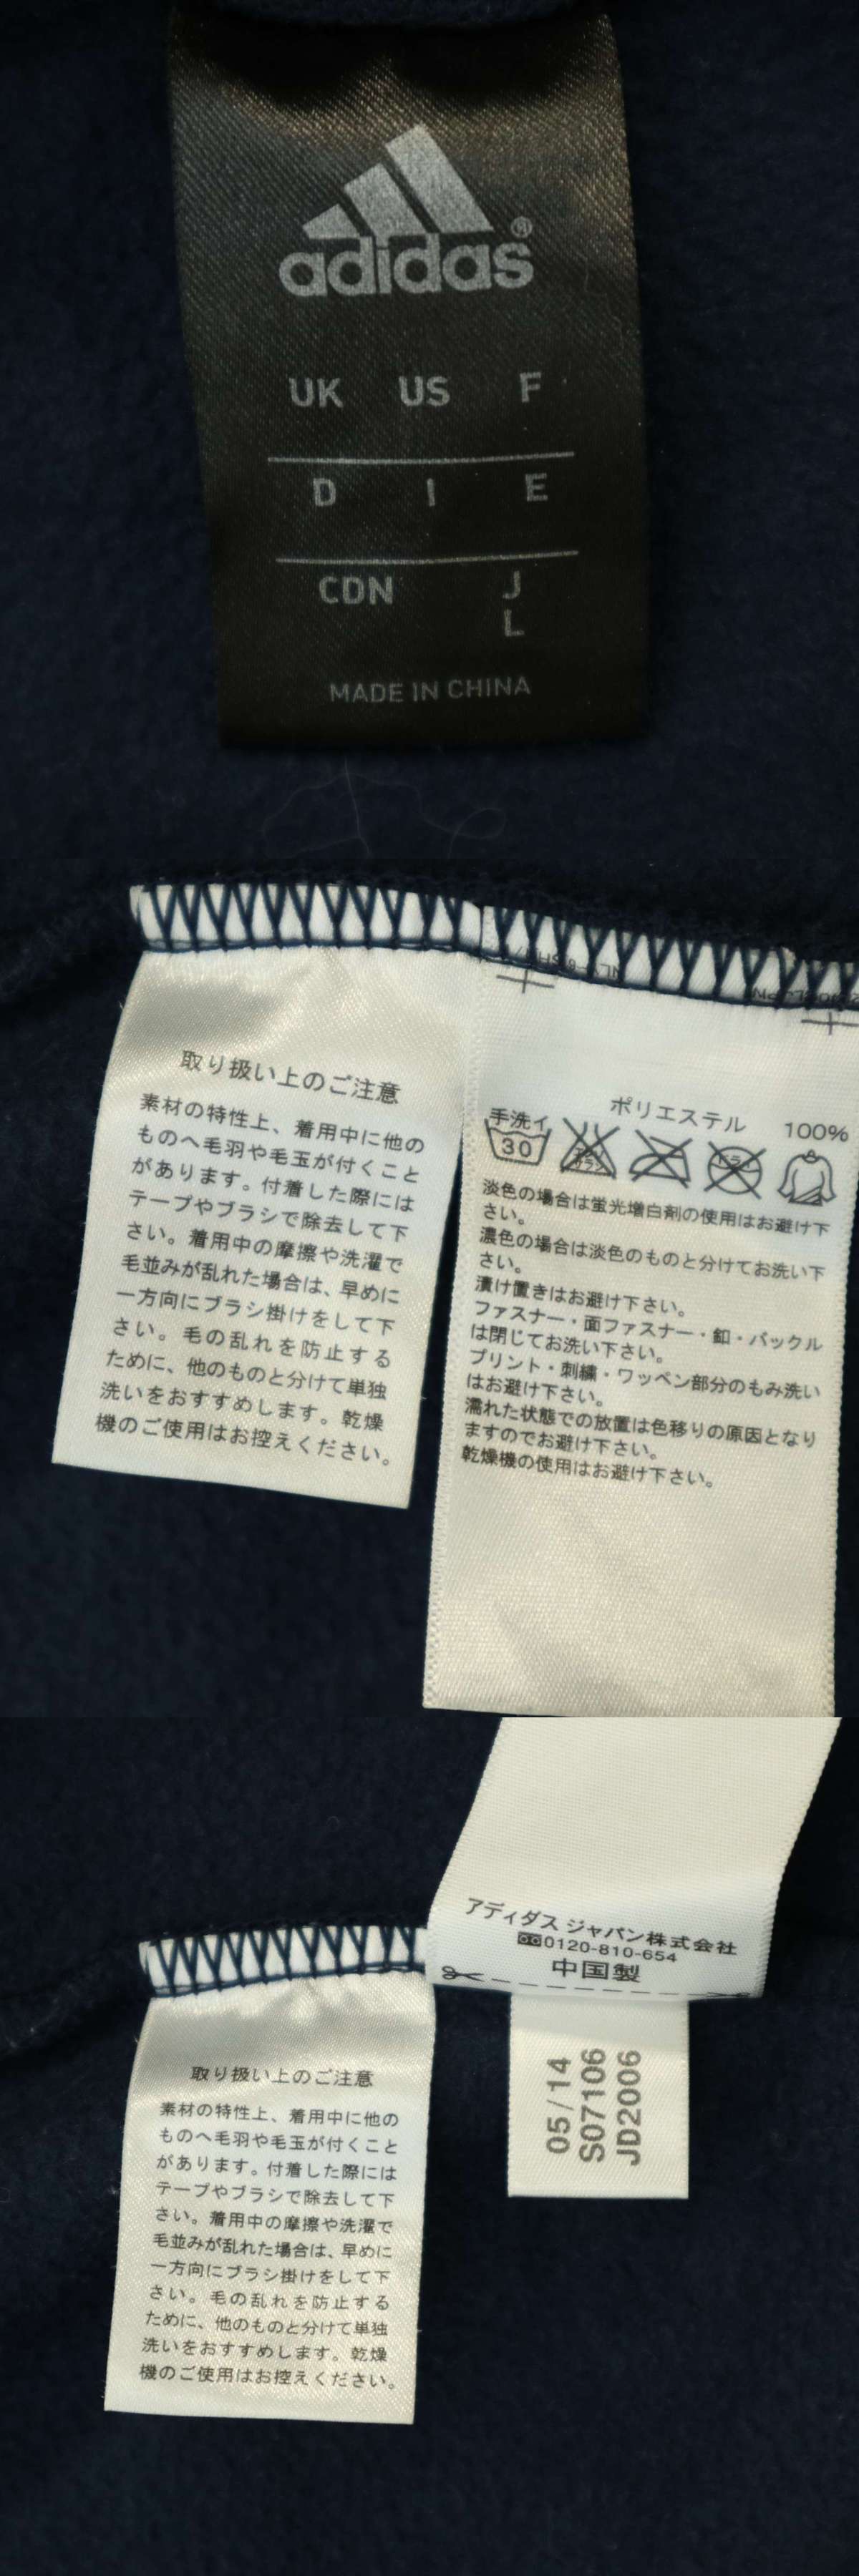 adidas®
UK US F
D I E
CDN J
L
MADE IN CHINA
取り扱い上のご注意
素材の特性上、着用中に他の
ものへ毛羽や毛玉が付くこと
があります。付着した際には
テープやブラシで除去して下
さい。着用中の摩擦や洗濯で
毛並みが乱れた場合は、早めに
一方向にブラシ掛けをして下
さい。毛の乱れを防止する
ために、他のものと分けて単独
洗いをおすすめします。乾燥
機のご使用はお控えください。
ポリエステル 100%
手洗イ
30
淡色の場合は蛍光増白剤の使用はお避け下
さい。
濃色の場合は淡色のものと分けてお洗い下
さい。
漬け置きはお避け下さい。
ファスナー・面ファスナー・釦・バックル
は閉じてお洗い下さい。
プリント・刺繍・ワッペン部分のもみ洗い
はお避け下さい。
濡れた状態での放置は色移りの原因となり
ますのでお避け下さい。
乾燥機の使用はお避け下さい。
アディダス ジャパン株式会社
0120-810-654
中国製
05/14
S07106
JD2006
取り扱い上のご注意
素材の特性上、着用中に他の
ものへ毛羽や毛玉が付くこと
があります。付着した際には
テープやブラシで除去して下
さい。着用中の摩擦や洗濯で
毛並みが乱れた場合は、早めに
一方向にブラシ掛けをして下
さい。毛の乱れを防止する
ために、他のものと分けて単独
洗いをおすすめします。乾燥
機のご使用はお控えください。